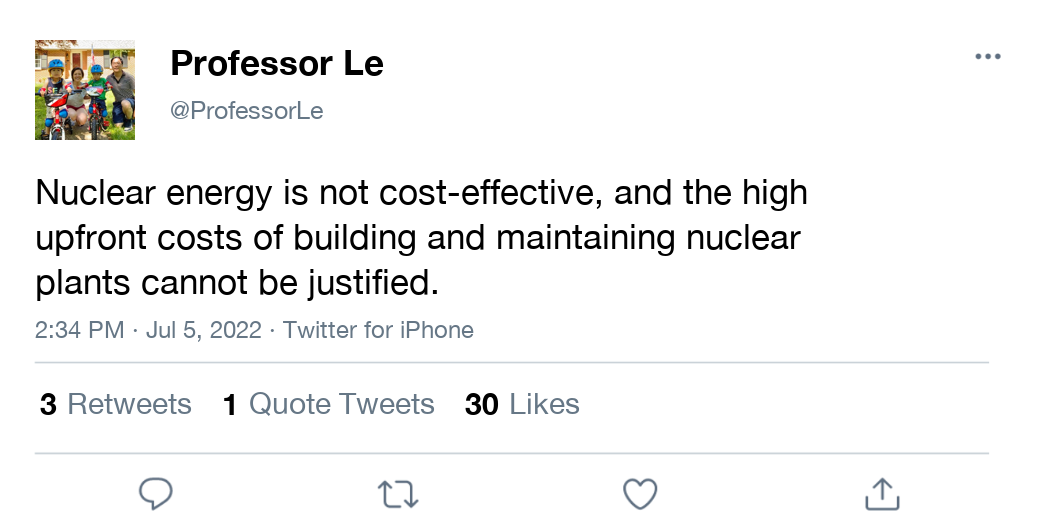 Professor Le
@ProfessorLe
Nuclear energy is not cost-effective, and the high
upfront costs of building and maintaining nuclear
plants cannot be justified.
2:34 PM · Jul 5, 2022 · Twitter for iPhone
3 Retweets 1 Quote Tweets 30 Likes